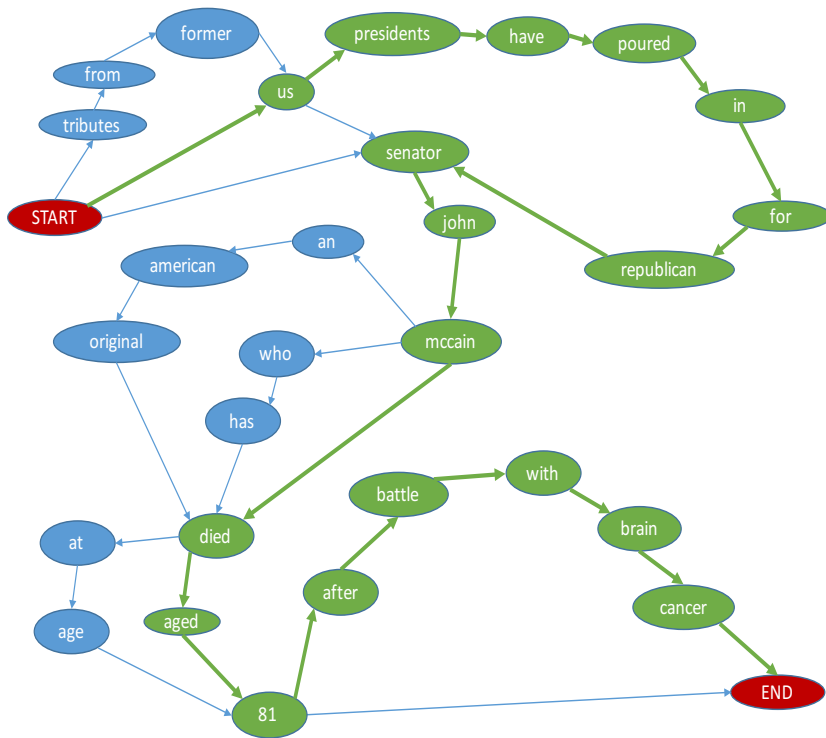 former
presidents
have
poured
from
us
in
tributes
senator
START
john
for
an
american
republican
original
who
mccain
has
with
battle
brain
died
at
after
cancer
aged
age
END
81